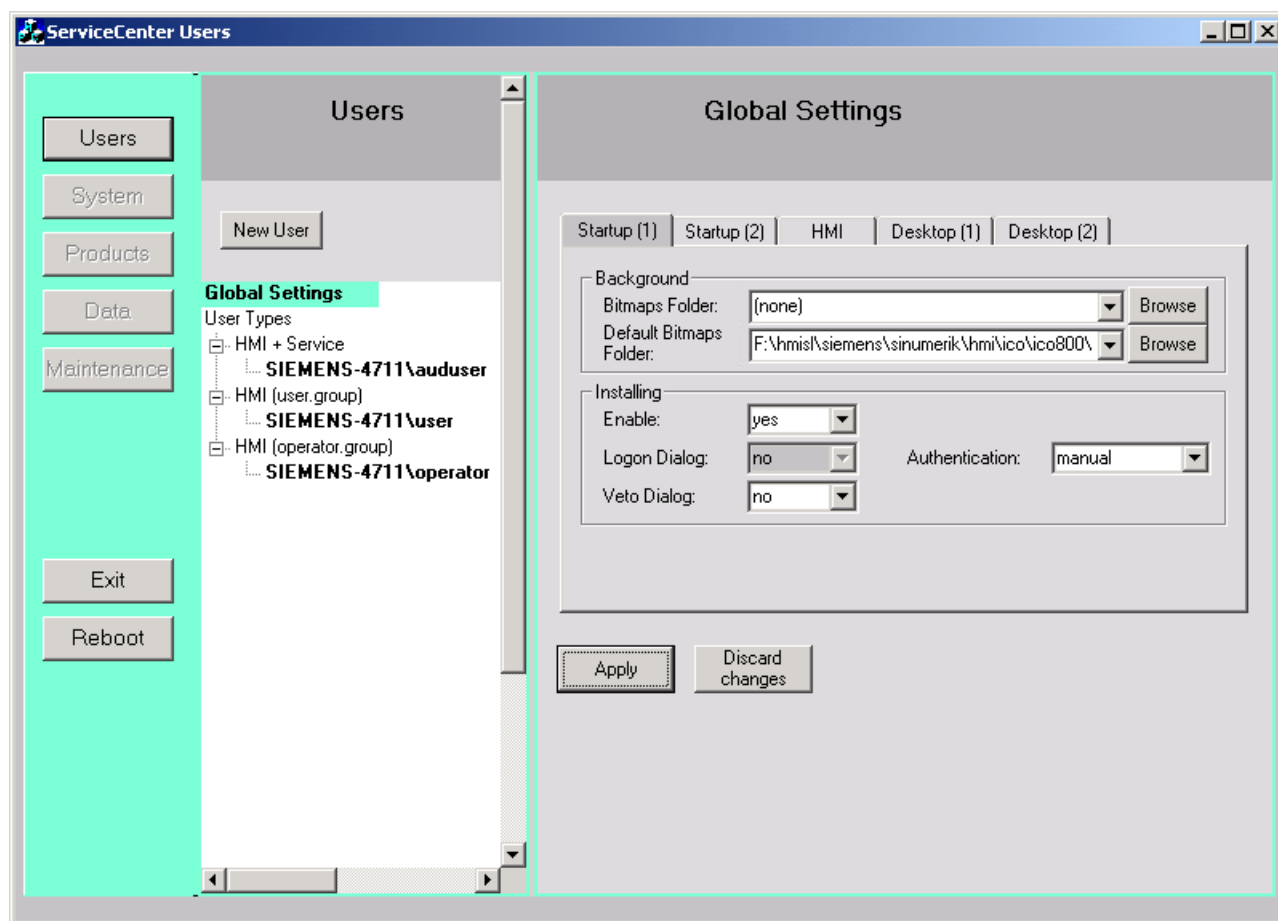 ServiceCenter Users
Users
System
Products
Data
Maintenance
Exit
Reboot
Users
New User
Global Settings
User Types
HMI + Service
SIEMENS-4711\auduser
HMI (user.group)
SIEMENS-4711\user
HMI (operator.group)
SIEMENS-4711\operator
Global Settings
Startup (1) Startup (2) HMI Desktop (1) Desktop (2)
Background
Bitmaps Folder: (none) Browse
Default Bitmaps
Folder: F:\hmisl\siemens\sinumerik\hmi\ico\ico800\ Browse
Installing
Enable: yes
Logon Dialog: no Authentication: manual
Veto Dialog: no
Apply
Discard
changes